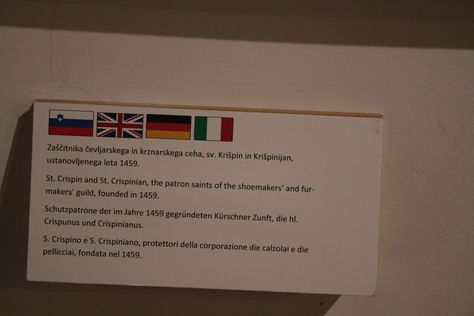 Zaščitnika čevljarskega in krznarskega ceha, sv. Krišpin in Krišpinijan,
ustanovljenega leta 1459.
St. Crispin and St. Crispinian, the patron saints of the shoemakers’ and fur-
makers’ guild, founded in 1459.
Schutzpatrone der im Jahre 1459 gegründeten Kürschner Zunft, die hl.
Crispunus und Crispinianus.
S. Crispino e S. Crispiniano, protettori della corporazione die calzolai e die
pellicciai, fondata nel 1459.